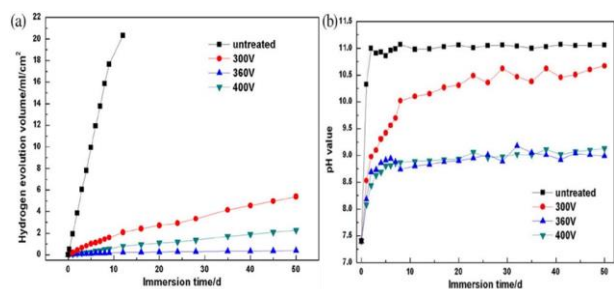 (a)
Hydrogen evolution volume/ml/cm²
22
20
18
16
14
12
10
8
6
4
2
0
untreated
300V
360V
400V
0 10 20 30 40 50
Immersion time/d
(b)
pH value
11.5
11.0
10.5
10.0
9.5
9.0
8.5
8.0
7.5
7.0
untreated
300V
360V
400V
0 10 20 30 40 50
Immersion time/d